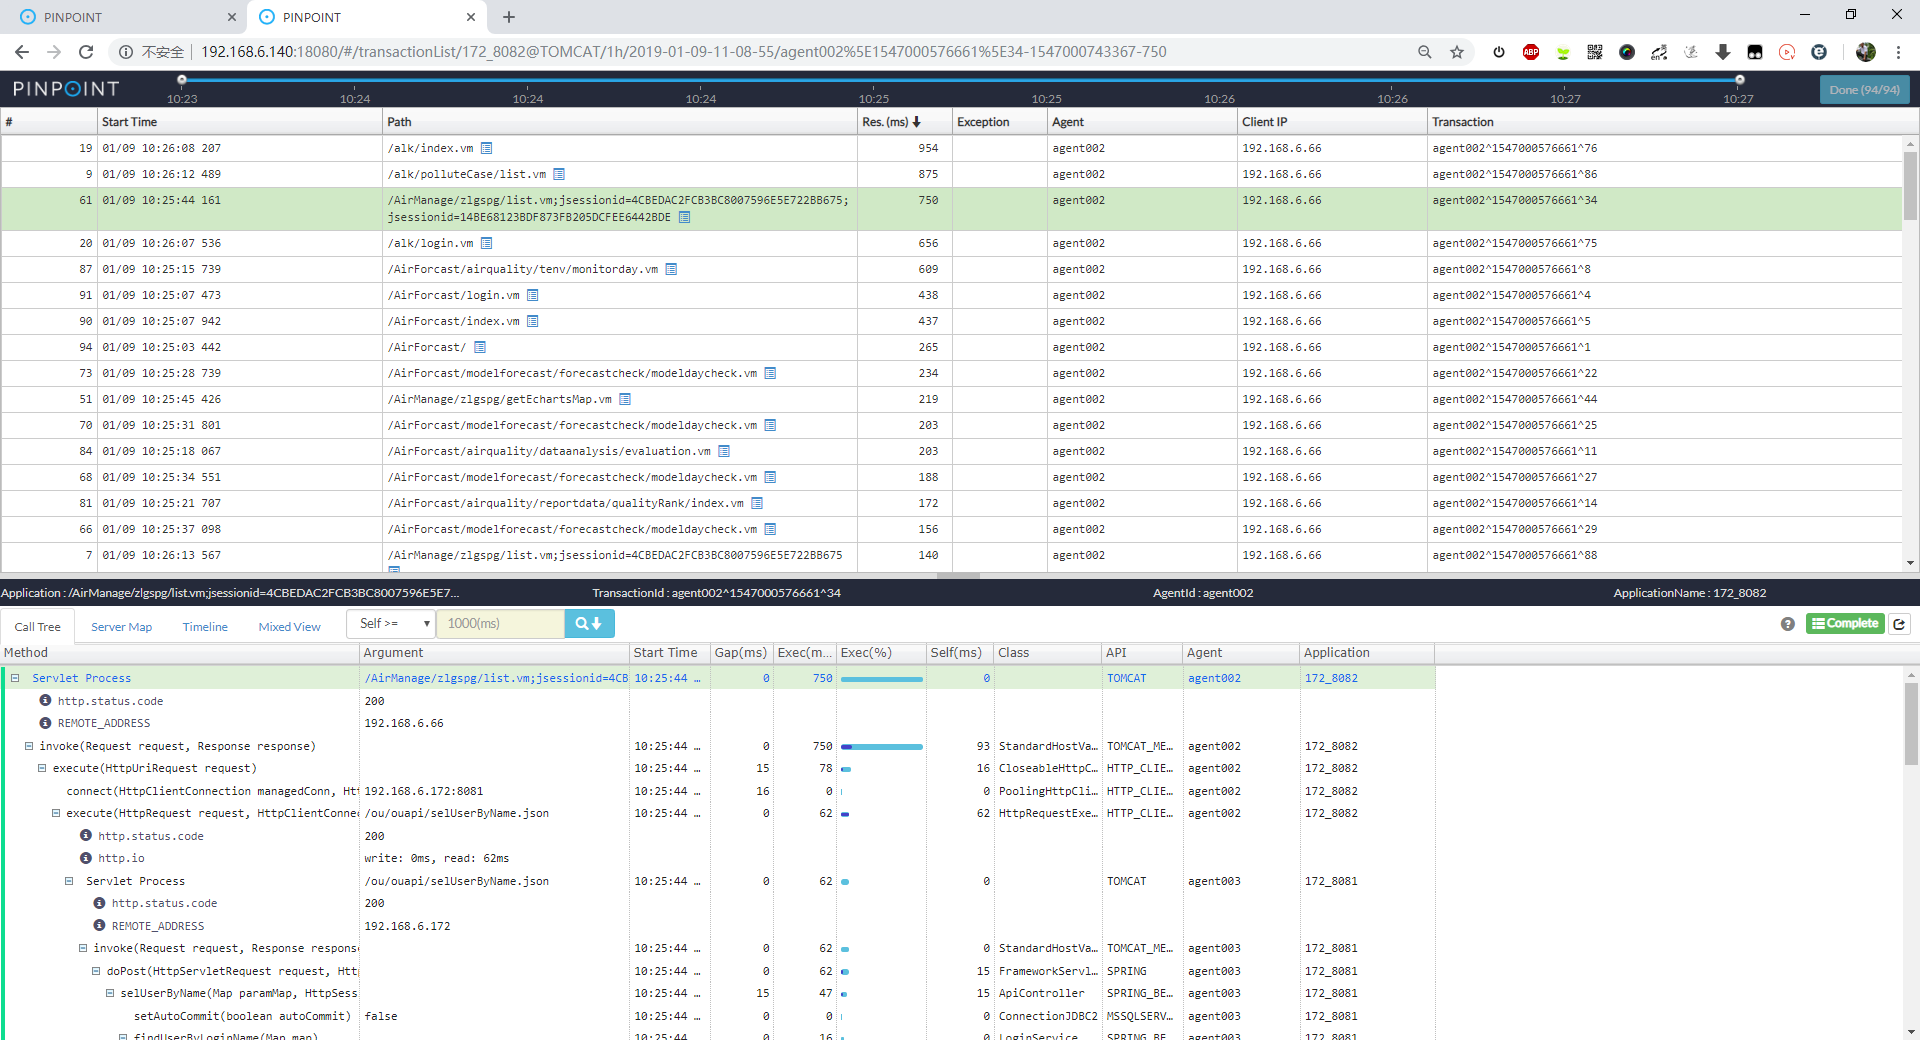 PINPOINT
PINPOINT
不安全 192.168.6.140:18080/#/transactionList/172_8082@TOMCAT/1h/2019-01-09-11-08-55/agent002%5E1547000576661%5E34-1547000743367-750
PINPOINT
10:23 10:24 10:24 10:24 10:25 10:25 10:26 10:26 10:27 10:27
Done (94/94)
# Start Time Path Res. (ms) Exception Agent Client IP Transaction
19 01/09 10:26:08 207 /alk/index.vm 954 agent002 192.168.6.66 agent002^1547000576661^76
9 01/09 10:26:12 489 /alk/polluteCase/list.vm 875 agent002 192.168.6.66 agent002^1547000576661^86
61 01/09 10:25:44 161 /AirManage/zlgspg/list.vm;jsessionid=4CBEDAC2FCB3BC8007596E5E722BB675; 750 agent002 192.168.6.66 agent002^1547000576661^34
jsessionid=14BE68123BDF873FB205DCFEE6442BDE
20 01/09 10:26:07 536 /alk/login.vm 656 agent002 192.168.6.66 agent002^1547000576661^75
87 01/09 10:25:15 739 /AirForcast/airquality/tenv/monitorday.vm 609 agent002 192.168.6.66 agent002^1547000576661^8
91 01/09 10:25:07 473 /AirForcast/login.vm 438 agent002 192.168.6.66 agent002^1547000576661^4
90 01/09 10:25:07 942 /AirForcast/index.vm 437 agent002 192.168.6.66 agent002^1547000576661^5
94 01/09 10:25:03 442 /AirForcast/ 265 agent002 192.168.6.66 agent002^1547000576661^1
73 01/09 10:25:28 739 /AirForcast/modelforecast/forecastcheck/modeldaycheck.vm 234 agent002 192.168.6.66 agent002^1547000576661^22
51 01/09 10:25:45 426 /AirManage/zlgspg/getEchartsMap.vm 219 agent002 192.168.6.66 agent002^1547000576661^44
70 01/09 10:25:31 801 /AirForcast/modelforecast/forecastcheck/modeldaycheck.vm 203 agent002 192.168.6.66 agent002^1547000576661^25
84 01/09 10:25:18 067 /AirForcast/airquality/dataanalysis/evaluation.vm 203 agent002 192.168.6.66 agent002^1547000576661^11
68 01/09 10:25:34 551 /AirForcast/modelforecast/forecastcheck/modeldaycheck.vm 188 agent002 192.168.6.66 agent002^1547000576661^27
81 01/09 10:25:21 707 /AirForcast/airquality/reportdata/qualityRank/index.vm 172 agent002 192.168.6.66 agent002^1547000576661^14
66 01/09 10:25:37 098 /AirForcast/modelforecast/forecastcheck/modeldaycheck.vm 156 agent002 192.168.6.66 agent002^1547000576661^29
7 01/09 10:26:13 567 /AirManage/zlgspg/list.vm;jsessionid=4CBEDAC2FCB3BC8007596E5E722BB675 140 agent002 192.168.6.66 agent002^1547000576661^88
Application : /AirManage/zlgspg/list.vm;jsessionid=4CBEDAC2FCB3BC8007596E5E7... TransactionId : agent002^1547000576661^34 AgentId : agent002 ApplicationName : 172_8082
Call Tree Server Map Timeline Mixed View Self >= 1000(ms) Complete
Method Argument Start Time Gap(ms) Exec(m... Exec(%) Self(ms) Class API Agent Application
Servlet Process /AirManage/zlgspg/list.vm;jsessionid=4CB 10:25:44 … 0 750 0 TOMCAT agent002 172_8082
http.status.code 200
REMOTE_ADDRESS 192.168.6.66
invoke(Request request, Response response) 10:25:44 … 0 750 93 StandardHostVa… TOMCAT_ME… agent002 172_8082
execute(HttpUriRequest request) 10:25:44 … 15 78 16 CloseableHttpC… HTTP_CLIE… agent002 172_8082
connect(HttpClientConnection managedConn, Htt 192.168.6.172:8081 10:25:44 … 16 0 0 PoolingHttpCli… HTTP_CLIE… agent002 172_8082
execute(HttpRequest request, HttpClientConnec /ou/ouapi/selUserByName.json 10:25:44 … 0 62 62 HttpRequestExe… HTTP_CLIE… agent002 172_8082
http.status.code 200
http.io write: 0ms, read: 62ms
Servlet Process /ou/ouapi/selUserByName.json 10:25:44 … 0 62 0 TOMCAT agent003 172_8081
http.status.code 200
REMOTE_ADDRESS 192.168.6.172
invoke(Request request, Response response 10:25:44 … 0 62 0 StandardHostVa… TOMCAT_ME… agent003 172_8081
doPost(HttpServletRequest request, Htt 10:25:44 … 0 62 15 FrameworkServl… SPRING agent003 172_8081
selUserByName(Map paramMap, HttpSess 10:25:44 … 15 47 15 ApiController SPRING_BE… agent003 172_8081
setAutoCommit(boolean autoCommit) false 10:25:44 … 0 0 0 ConnectionJDBC2 MSSQLSERV… agent003 172_8081
findUserByLoginName(Map map) 10:25:44 … 0 16 0 LoginService SPRING_BE… agent003 172_8081